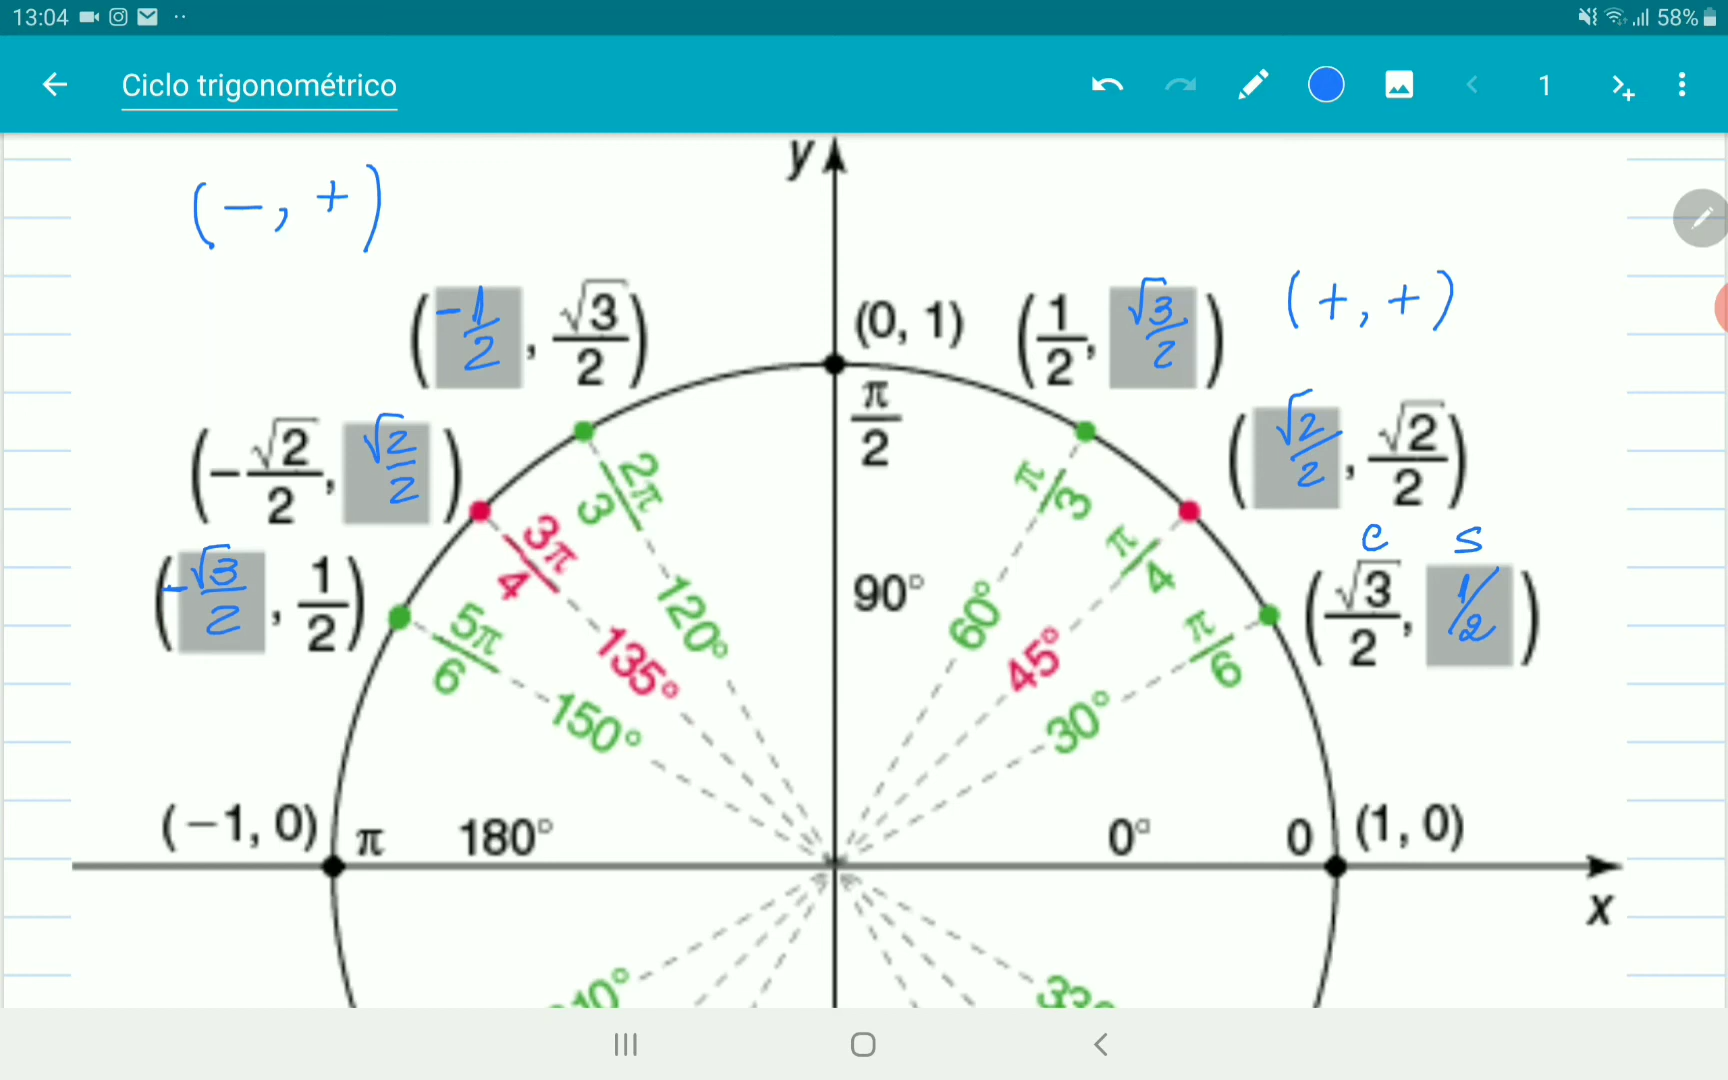 13:04 58%
Ciclo trigonométrico 1
y
(-, +)
(-1/2, √3/2) (0, 1) (1/2, √3/2) (+, +)
(-√2/2, √2/2) π/2 (√2/2, √2/2)
c s
(-√3/2, 1/2) (√3/2, 1/2)
2π/3 π/3
3π/4 π/4
5π/6 π/6
120° 90° 60°
135° 45°
150° 30°
(-1, 0) π 180° 0° 0 (1, 0)
x